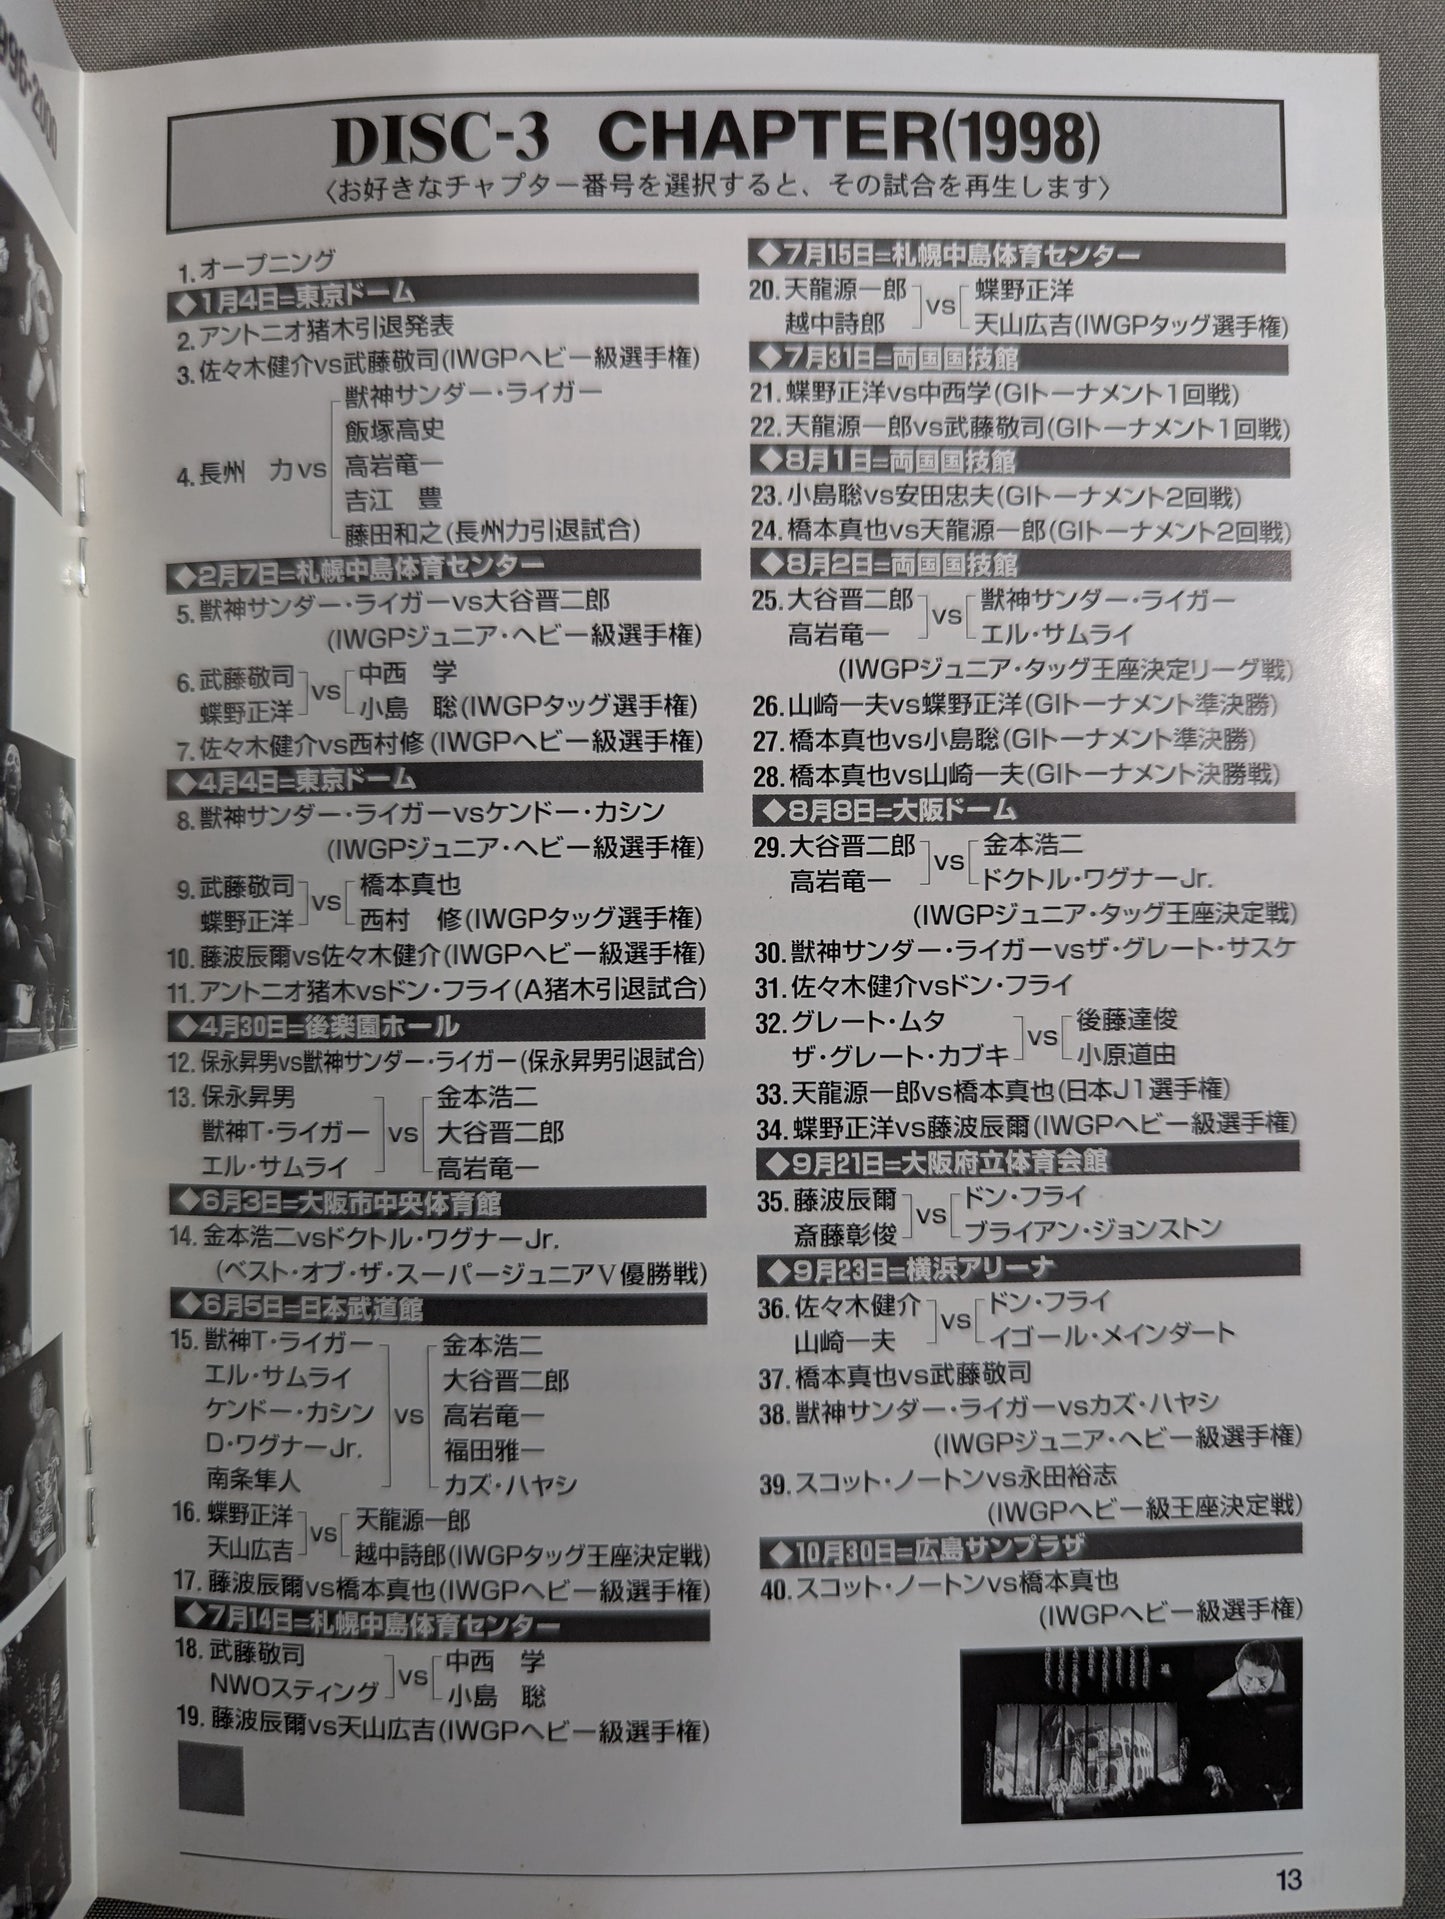 996-2000
DISC-3 CHAPTER(1998)
〈お好きなチャプター番号を選択すると、その試合を再生します〉
1.オープニング
◆1月4日=東京ドーム
2.アントニオ猪木引退発表
3.佐々木健介vs武藤敬司(IWGPヘビー級選手権)
4.長州　力vs
獣神サンダー・ライガー
飯塚高史
高岩竜一
吉江　豊
藤田和之(長州力引退試合)
◆2月7日=札幌中島体育センター
5.獣神サンダー・ライガーvs大谷晋二郎
(IWGPジュニア・ヘビー級選手権)
6.武藤敬司 vs 中西　学
蝶野正洋 小島　聡(IWGPタッグ選手権)
7.佐々木健介vs西村修(IWGPヘビー級選手権)
◆4月4日=東京ドーム
8.獣神サンダー・ライガーvsケンドー・カシン
(IWGPジュニア・ヘビー級選手権)
9.武藤敬司 vs 橋本真也
蝶野正洋 西村　修(IWGPタッグ選手権)
10.藤波辰爾vs佐々木健介(IWGPヘビー級選手権)
11.アントニオ猪木vsドン・フライ(A猪木引退試合)
◆4月30日=後楽園ホール
12.保永昇男vs獣神サンダー・ライガー(保永昇男引退試合)
13.保永昇男 金本浩二
獣神T・ライガー vs 大谷晋二郎
エル・サムライ 高岩竜一
◆6月3日=大阪市中央体育館
14.金本浩二vsドクトル・ワグナーJr.
(ベスト・オブ・ザ・スーパージュニアⅤ優勝戦)
◆6月5日=日本武道館
15.獣神T・ライガー 金本浩二
エル・サムライ 大谷晋二郎
ケンドー・カシン vs 高岩竜一
D・ワグナーJr. 福田雅一
南条隼人 カズ・ハヤシ
16.蝶野正洋 vs 天龍源一郎
天山広吉 越中詩郎(IWGPタッグ王座決定戦)
17.藤波辰爾vs橋本真也(IWGPヘビー級選手権)
◆7月14日=札幌中島体育センター
18.武藤敬司 vs 中西　学
NWOスティング 小島　聡
19.藤波辰爾vs天山広吉(IWGPヘビー級選手権)
◆7月15日=札幌中島体育センター
20.天龍源一郎 vs 蝶野正洋
越中詩郎 天山広吉(IWGPタッグ選手権)
◆7月31日=両国国技館
21.蝶野正洋vs中西学(GIトーナメント1回戦)
22.天龍源一郎vs武藤敬司(GIトーナメント1回戦)
◆8月1日=両国国技館
23.小島聡vs安田忠夫(GIトーナメント2回戦)
24.橋本真也vs天龍源一郎(GIトーナメント2回戦)
◆8月2日=両国国技館
25.大谷晋二郎 vs 獣神サンダー・ライガー
高岩竜一 エル・サムライ
(IWGPジュニア・タッグ王座決定リーグ戦)
26.山崎一夫vs蝶野正洋(GIトーナメント準決勝)
27.橋本真也vs小島聡(GIトーナメント準決勝)
28.橋本真也vs山崎一夫(GIトーナメント決勝戦)
◆8月8日=大阪ドーム
29.大谷晋二郎 vs 金本浩二
高岩竜一 ドクトル・ワグナーJr.
(IWGPジュニア・タッグ王座決定戦)
30.獣神サンダー・ライガーvsザ・グレート・サスケ
31.佐々木健介vsドン・フライ
32.グレート・ムタ vs 後藤達俊
ザ・グレート・カブキ 小原道由
33.天龍源一郎vs橋本真也(日本J1選手権)
34.蝶野正洋vs藤波辰爾(IWGPヘビー級選手権)
◆9月21日=大阪府立体育会館
35.藤波辰爾 vs ドン・フライ
斎藤彰俊 ブライアン・ジョンストン
◆9月23日=横浜アリーナ
36.佐々木健介 vs ドン・フライ
山崎一夫 イゴール・メインダート
37.橋本真也vs武藤敬司
38.獣神サンダー・ライガーvsカズ・ハヤシ
(IWGPジュニア・ヘビー級選手権)
39.スコット・ノートンvs永田裕志
(IWGPヘビー級王座決定戦)
◆10月30日=広島サンプラザ
40.スコット・ノートンvs橋本真也
(IWGPヘビー級選手権)
道
13